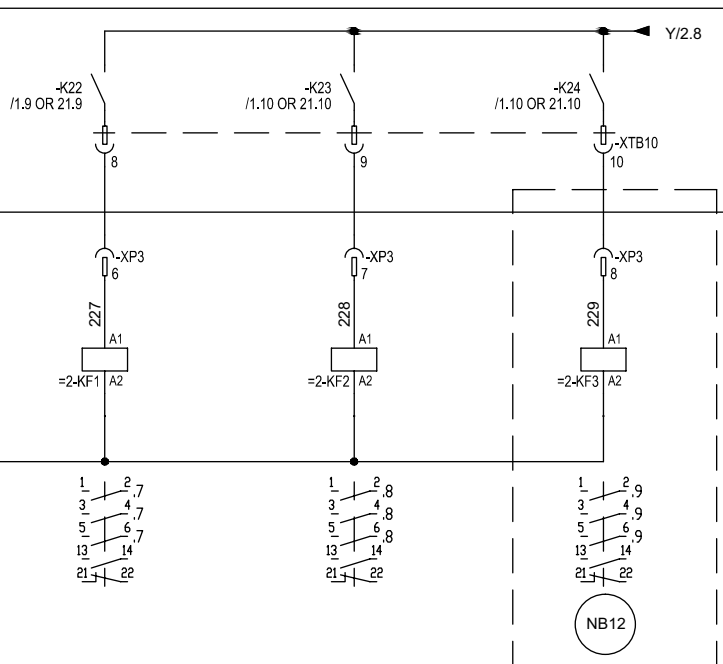 Y/2.8
-K22
/1.9 OR 21.9
-K23
/1.10 OR 21.10
-K24
/1.10 OR 21.10
-XTB10
8
9
10
-XP3
6
-XP3
7
-XP3
8
227
228
229
A1
=2-KF1 A2
A1
=2-KF2 A2
A1
=2-KF3 A2
1 2 .7
3 4 .7
5 6 .7
13 14
21 22
1 2 .8
3 4 .8
5 6 .8
13 14
21 22
1 2 .9
3 4 .9
5 6 .9
13 14
21 22
NB12